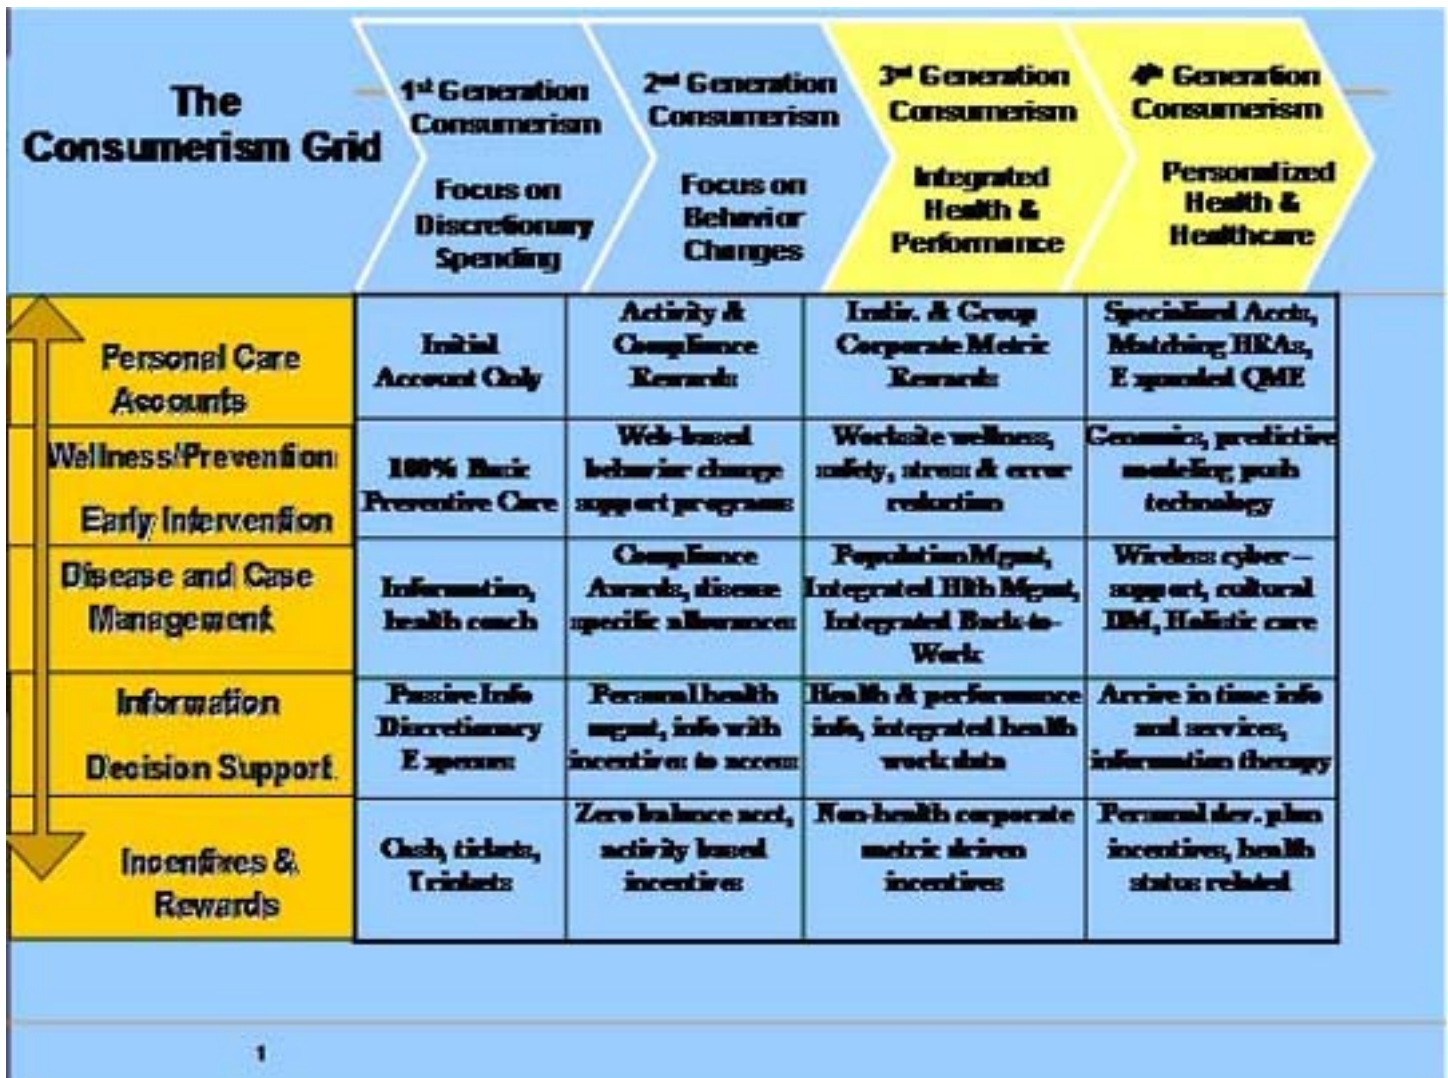 The
Consumerism Grid
1st Generation
Consumerism
Focus on
Discretionary
Spending
2nd Generation
Consumerism
Focus on
Behavior
Changes
3rd Generation
Consumerism
Integrated
Health &
Performance
4th Generation
Consumerism
Personalized
Health &
Healthcare
Personal Care
Accounts
Initial
Account Only
Activity &
Compliance
Rewards
Indiv. & Group
Corporate Metric
Rewards
Specialized Accts,
Matching HRAs,
Expanded QME
Wellness/Prevention
Early Intervention
100% Basic
Preventive Care
Web-based
behavior change
support programs
Worksite wellness,
safety, stress & error
reduction
Genomics, predictive
modeling push
technology
Disease and Case
Management
Information,
health coach
Compliance
Awards, disease
specific allowances
Population Mgmt,
Integrated Hlth Mgmt,
Integrated Back-to-
Work
Wireless cyber –
support, cultural
DM, Holistic care
Information
Decision Support
Passive Info
Discretionary
Expenses
Personal health
mgmt, info with
incentives to access
Health & performance
info, integrated health
work data
Arrive in time info
and services,
information therapy
Incentives &
Rewards
Cash, tickets,
Trinkets
Zero balance acct,
activity based
incentives
Non-health corporate
metric driven
incentives
Personal dev. plan
incentives, health
status related
1